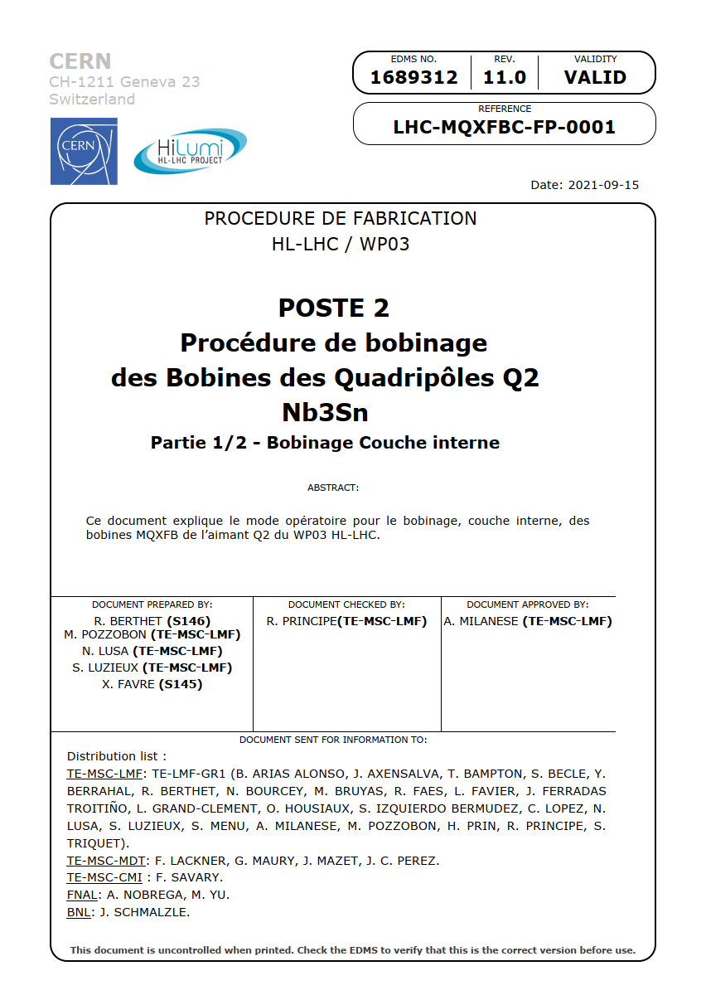 CERN
CH-1211 Geneva 23
Switzerland
EDMS NO. REV. VALIDITY
1689312 11.0 VALID
REFERENCE
LHC-MQXFBC-FP-0001
CERN
HiLumi
HL-LHC PROJECT
Date: 2021-09-15
PROCEDURE DE FABRICATION
HL-LHC / WP03
POSTE 2
Procédure de bobinage
des Bobines des Quadripôles Q2
Nb3Sn
Partie 1/2 - Bobinage Couche interne
ABSTRACT:
Ce document explique le mode opératoire pour le bobinage, couche interne, des
bobines MQXFB de l'aimant Q2 du WP03 HL-LHC.
DOCUMENT PREPARED BY:
R. BERTHET (S146)
M. POZZOBON (TE-MSC-LMF)
N. LUSA (TE-MSC-LMF)
S. LUZIEUX (TE-MSC-LMF)
X. FAVRE (S145)
DOCUMENT CHECKED BY:
R. PRINCIPE(TE-MSC-LMF)
DOCUMENT APPROVED BY:
A. MILANESE (TE-MSC-LMF)
DOCUMENT SENT FOR INFORMATION TO:
Distribution list :
TE-MSC-LMF: TE-LMF-GR1 (B. ARIAS ALONSO, J. AXENSALVA, T. BAMPTON, S. BECLE, Y.
BERRAHAL, R. BERTHET, N. BOURCEY, M. BRUYAS, R. FAES, L. FAVIER, J. FERRADAS
TROITIÑO, L. GRAND-CLEMENT, O. HOUSIAUX, S. IZQUIERDO BERMUDEZ, C. LOPEZ, N.
LUSA, S. LUZIEUX, S. MENU, A. MILANESE, M. POZZOBON, H. PRIN, R. PRINCIPE, S.
TRIQUET).
TE-MSC-MDT: F. LACKNER, G. MAURY, J. MAZET, J. C. PEREZ.
TE-MSC-CMI : F. SAVARY.
FNAL: A. NOBREGA, M. YU.
BNL: J. SCHMALZLE.
This document is uncontrolled when printed. Check the EDMS to verify that this is the correct version before use.